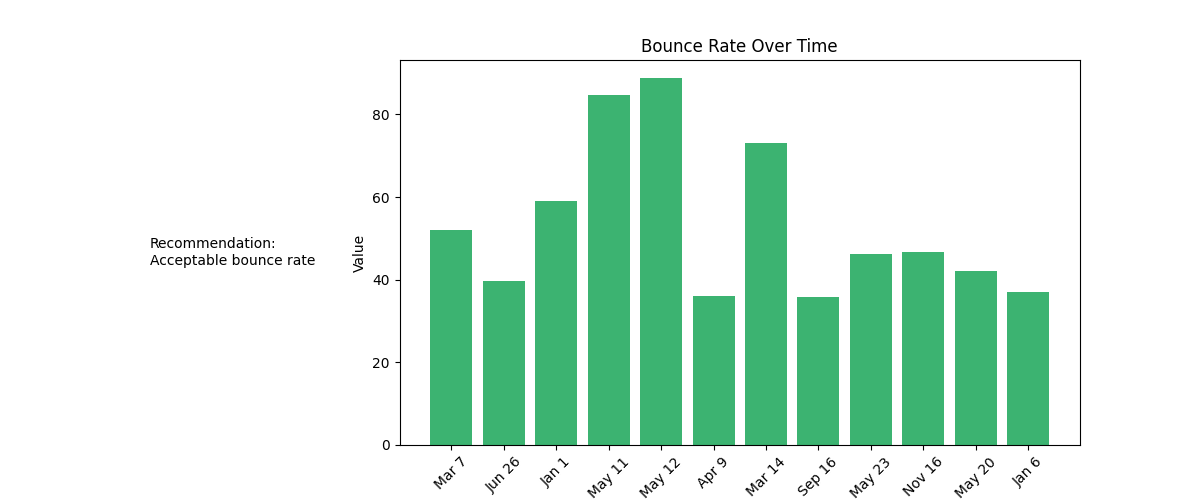 Bounce Rate Over Time
Recommendation:
Acceptable bounce rate
Value
80
60
40
20
0
Mar 7
Jun 26
Jan 1
May 11
May 12
Apr 9
Mar 14
Sep 16
May 23
Nov 16
May 20
Jan 6